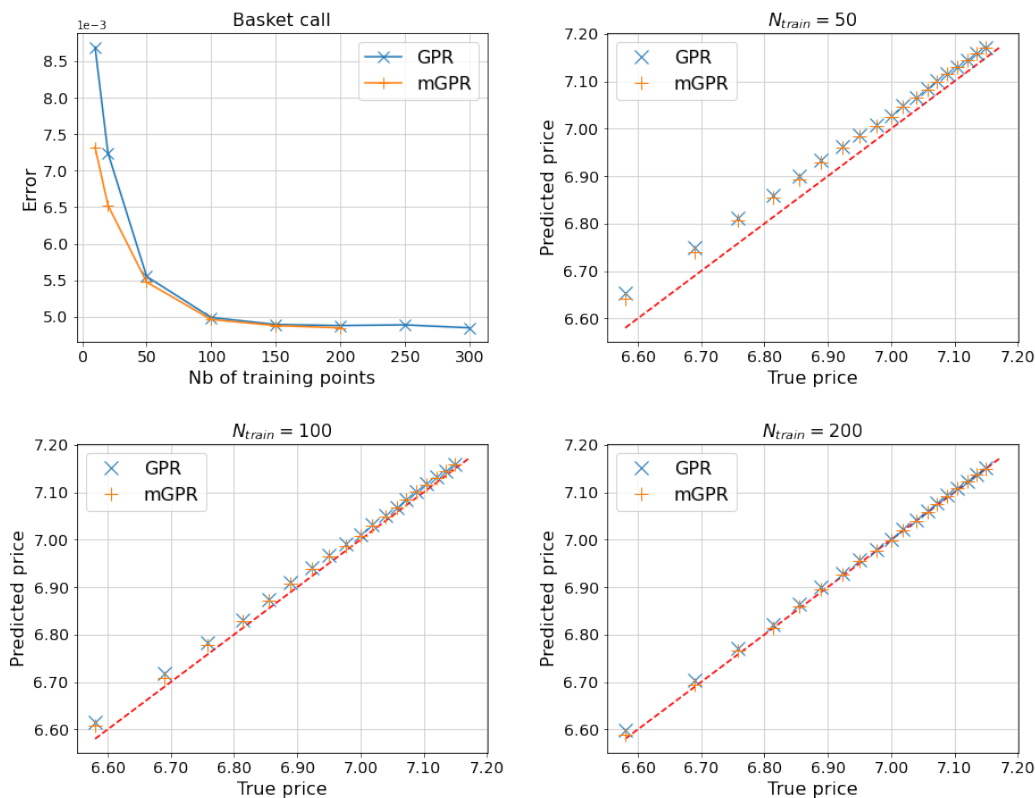 Basket call
1e−3
8.5
8.0
7.5
7.0
6.5
6.0
5.5
5.0
Error
GPR
mGPR
0 50 100 150 200 250 300
Nb of training points
N_train = 50
7.20
7.10
7.00
6.90
6.80
6.70
6.60
Predicted price
GPR
mGPR
6.60 6.70 6.80 6.90 7.00 7.10 7.20
True price
N_train = 100
7.20
7.10
7.00
6.90
6.80
6.70
6.60
Predicted price
GPR
mGPR
6.60 6.70 6.80 6.90 7.00 7.10 7.20
True price
N_train = 200
7.20
7.10
7.00
6.90
6.80
6.70
6.60
Predicted price
GPR
mGPR
6.60 6.70 6.80 6.90 7.00 7.10 7.20
True price